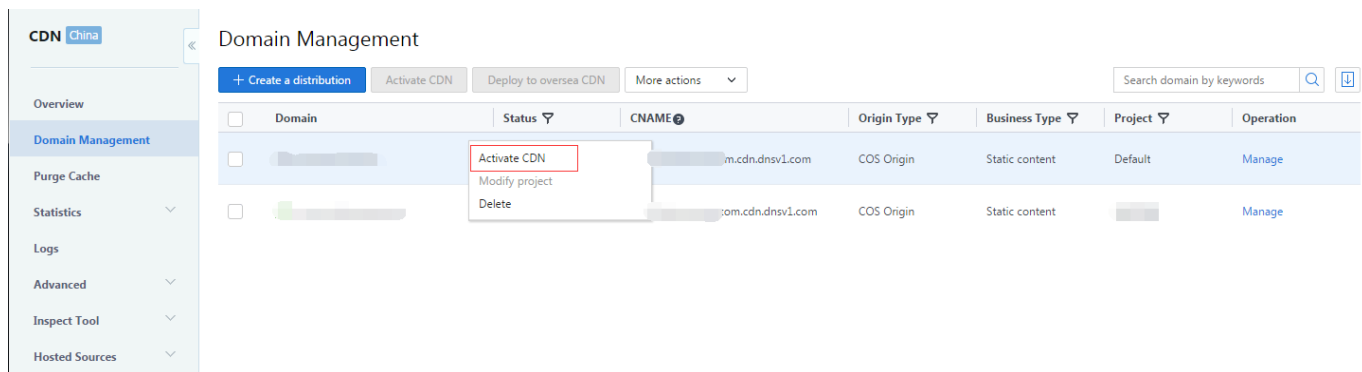 CDN China
Domain Management
+ Create a distribution Activate CDN Deploy to oversea CDN More actions Search domain by keywords
Overview
Domain Management
Purge Cache
Statistics
Logs
Advanced
Inspect Tool
Hosted Sources
Domain Status CNAME Origin Type Business Type Project Operation
Activate CDN
Modify project
Delete
m.cdn.dnsv1.com COS Origin Static content Default Manage
om.cdn.dnsv1.com COS Origin Static content Manage